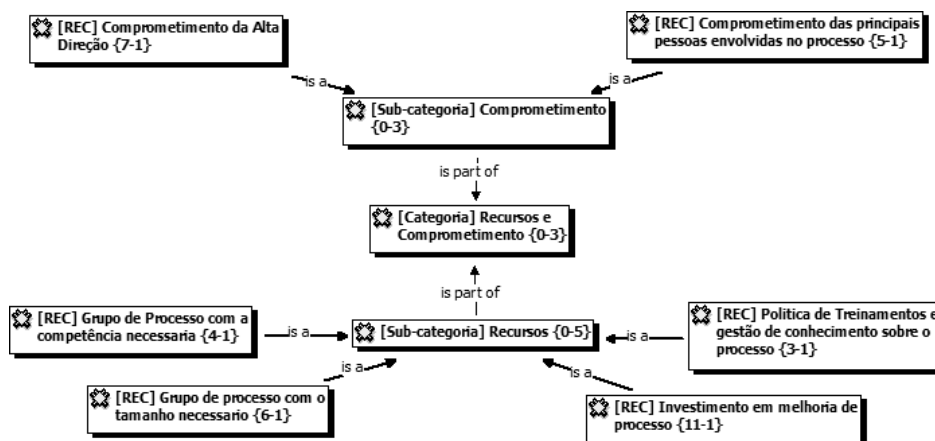 [REC] Comprometimento da Alta
Direção {7-1}
[REC] Comprometimento das principais
pessoas envolvidas no processo {5-1}
is a
is a
[Sub-categoria] Comprometimento
{0-3}
is part of
[Categoria] Recursos e
Comprometimento {0-3}
is part of
[REC] Grupo de Processo com a
competência necessaria {4-1}
is a
[Sub-categoria] Recursos {0-5}
is a
[REC] Politica de Treinamentos e
gestão de conhecimento sobre o
processo {3-1}
is a
is a
[REC] Grupo de processo com o
tamanho necessario {6-1}
[REC] Investimento em melhoria de
processo {11-1}